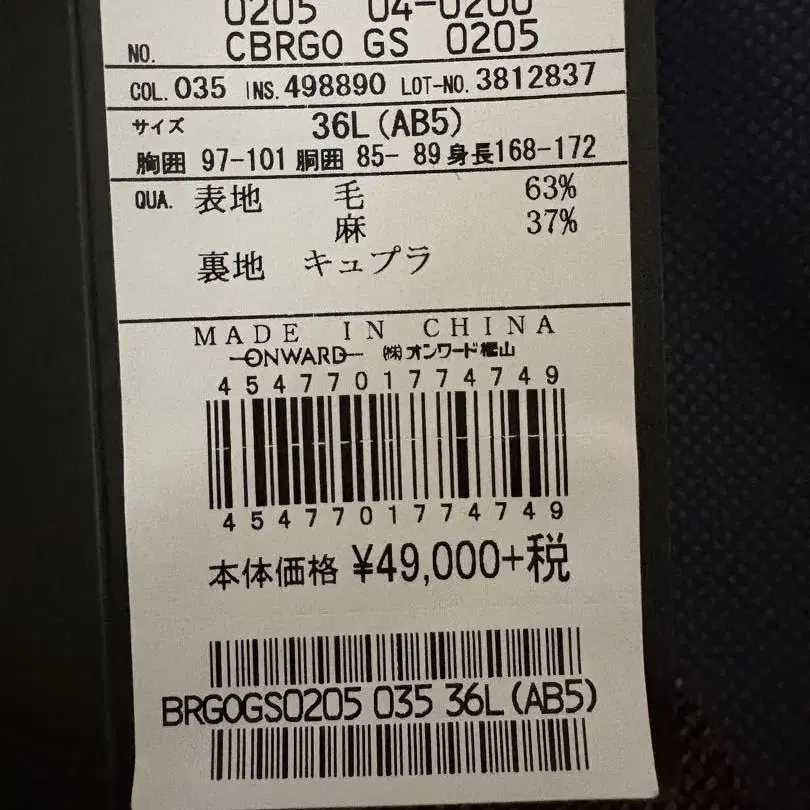 0205 04-0200
NO. CBRGO GS 0205
COL. 035 INS. 498890 LOT-NO. 3812837
サイズ 36L(AB5)
胸囲 97-101 胴囲 85- 89 身長 168-172
QUA. 表地 毛 63%
麻 37%
裏地 キュプラ
MADE IN CHINA
ONWARD ㈱オンワード樫山
4547701774749
4547701774749
本体価格 ¥49,000+税
BRGOGS0205 035 36L(AB5)